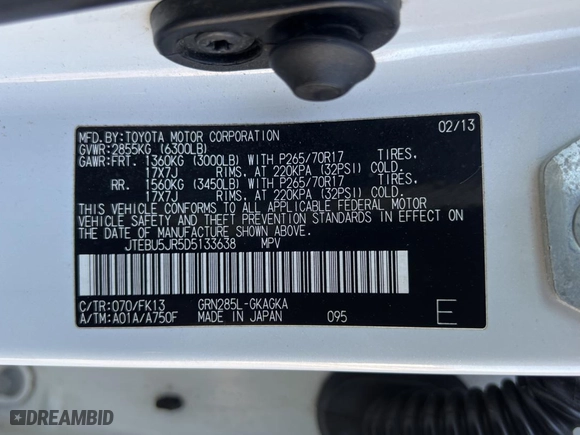 MFD.BY:TOYOTA MOTOR CORPORATION 02/13
GVWR:2855KG (6300LB)
GAWR:FRT. 1360KG (3000LB) WITH P265/70R17 TIRES,
17X7J RIMS, AT 220KPA (32PSI) COLD.
RR. 1560KG (3450LB) WITH P265/70R17 TIRES,
17X7J RIMS, AT 220KPA (32PSI) COLD.
THIS VEHICLE CONFORMS TO ALL APPLICABLE FEDERAL MOTOR
VEHICLE SAFETY AND THEFT PREVENTION STANDARDS IN EFFECT ON
THE DATE OF MANUFACTURE SHOWN ABOVE.
JTEBU5JR5D5133638 MPV
C/TR:070/FK13 GRN285L-GKAGKA
A/TM:A01A/A750F MADE IN JAPAN 095 E
DREAMBID